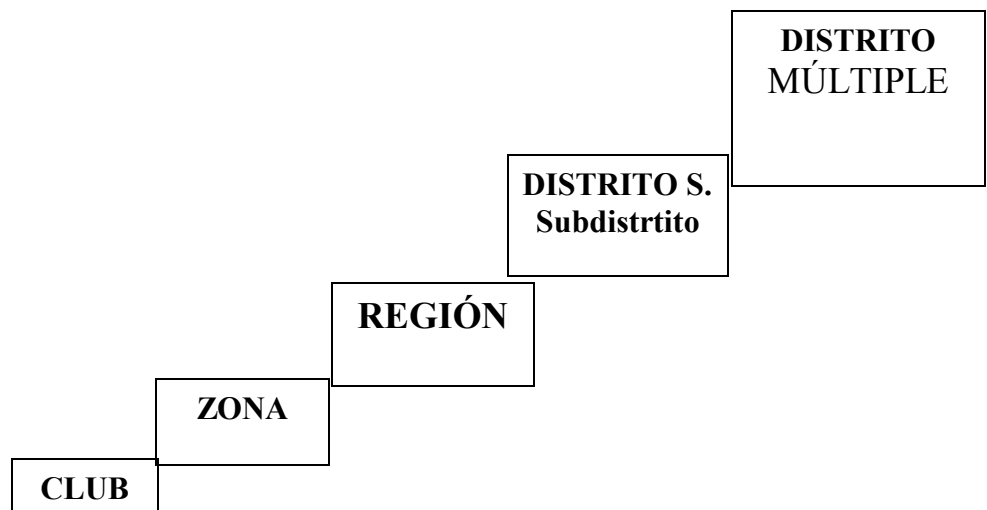 DISTRITO
MÚLTIPLE
DISTRITO S.
Subdistrtito
REGIÓN
ZONA
CLUB